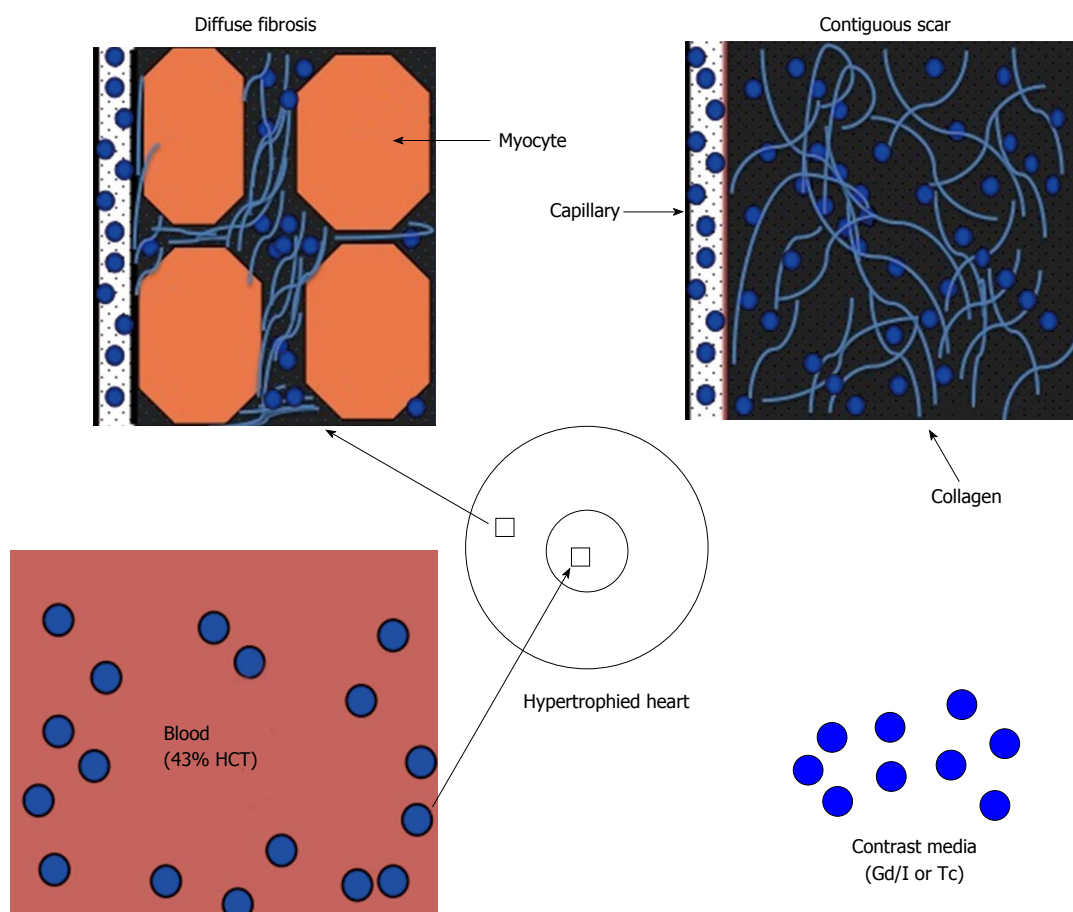 Diffuse fibrosis
Contiguous scar
Myocyte
Capillary
Collagen
Hypertrophied heart
Blood
(43% HCT)
Contrast media
(Gd/I or Tc)